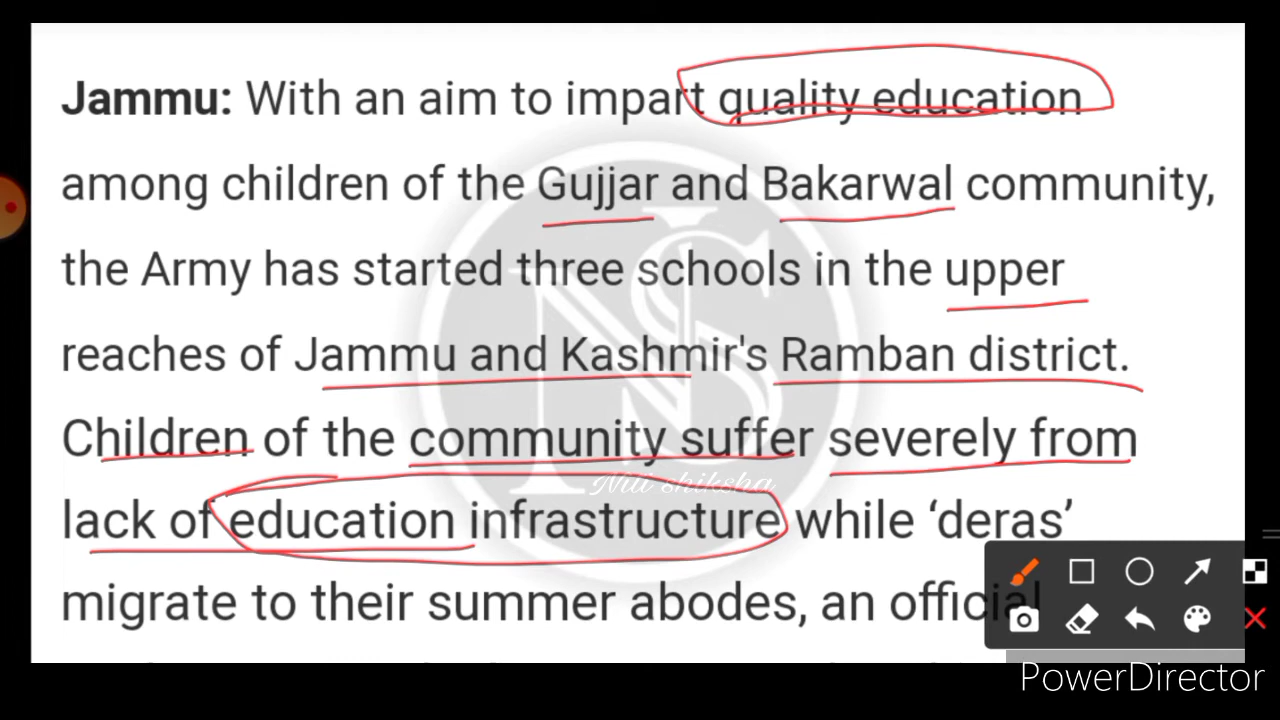 Jammu: With an aim to impart quality education
among children of the Gujjar and Bakarwal community,
the Army has started three schools in the upper
reaches of Jammu and Kashmir's Ramban district.
Children of the community suffer severely from
Niti shiksha
lack of education infrastructure while ‘deras’
migrate to their summer abodes, an official
PowerDirector